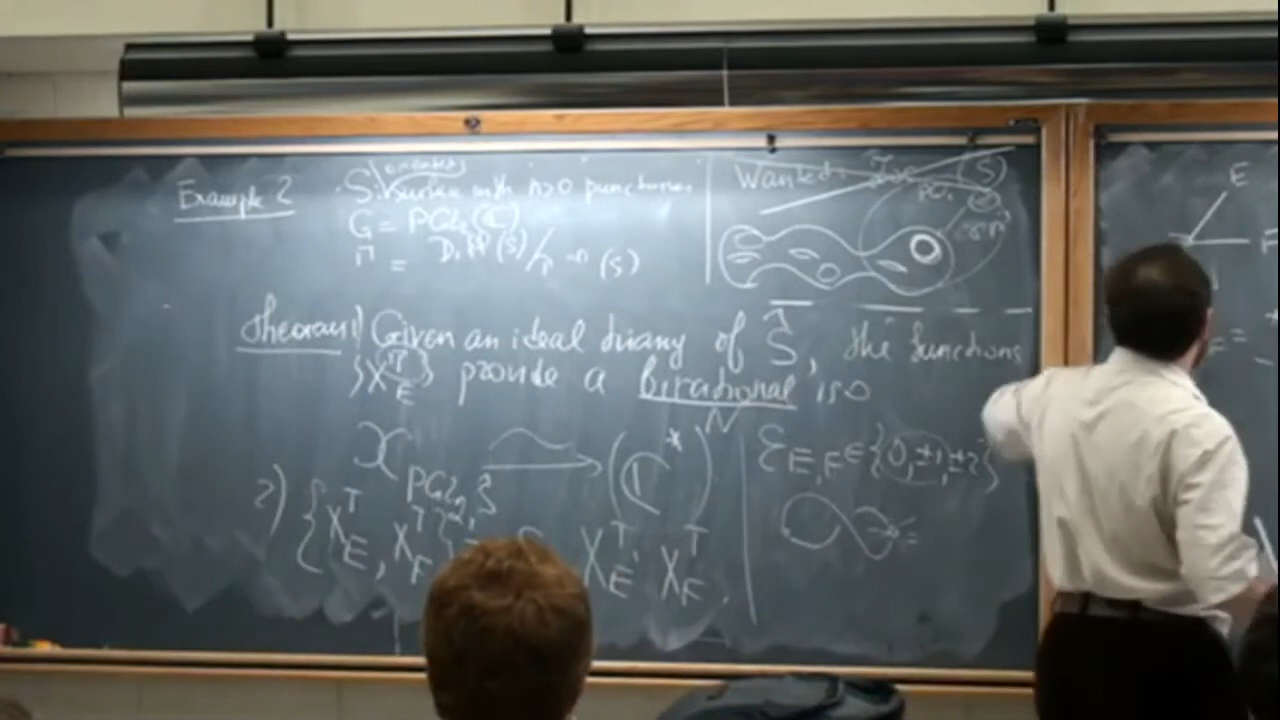 Example 2
S: surface with n>0 punctures
G = PGL₂(C)
Γ =
Theorem 1) Given an ideal triang of Ŝ, the functions
{X_E^T} provide a birational iso
X_{PGL₂,Ŝ} → (C*)^N
2) {X_E^T, X_F^T} = X_E^T X_F^T
Wanted: (S)
ε_{E,F} ∈ {0, ±1, ±2}
E
F